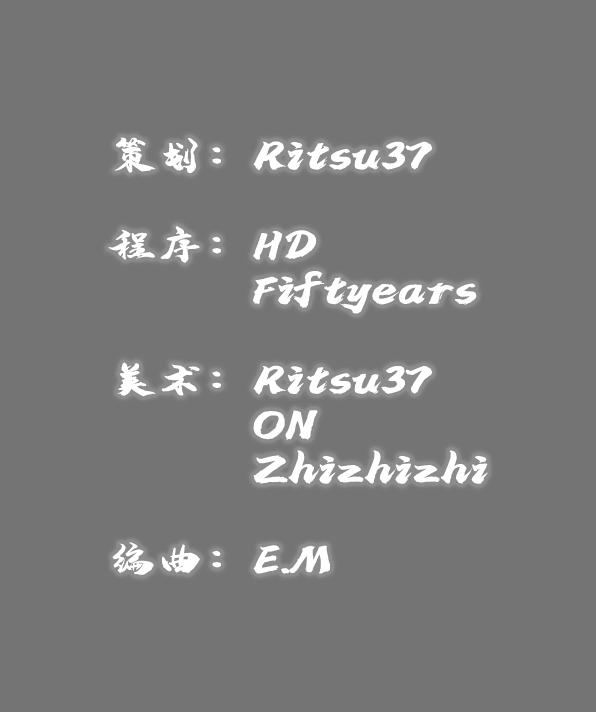 策划：Ritsu37
程序：HD
Fiftyears
美术：Ritsu37
ON
Zhizhizhi
编曲：E.M